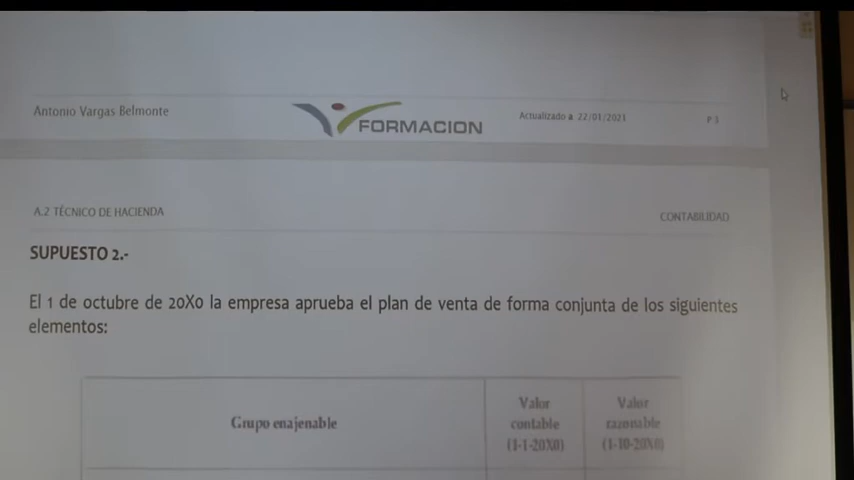 Antonio Vargas Belmonte
FORMACION
Actualizado a 22/01/2021
P 3
A.2 TÉCNICO DE HACIENDA
CONTABILIDAD
SUPUESTO 2.-
El 1 de octubre de 20X0 la empresa aprueba el plan de venta de forma conjunta de los siguientes
elementos:
Grupo enajenable
Valor
contable
(1-1-20X0)
Valor
razonable
(1-10-20X0)